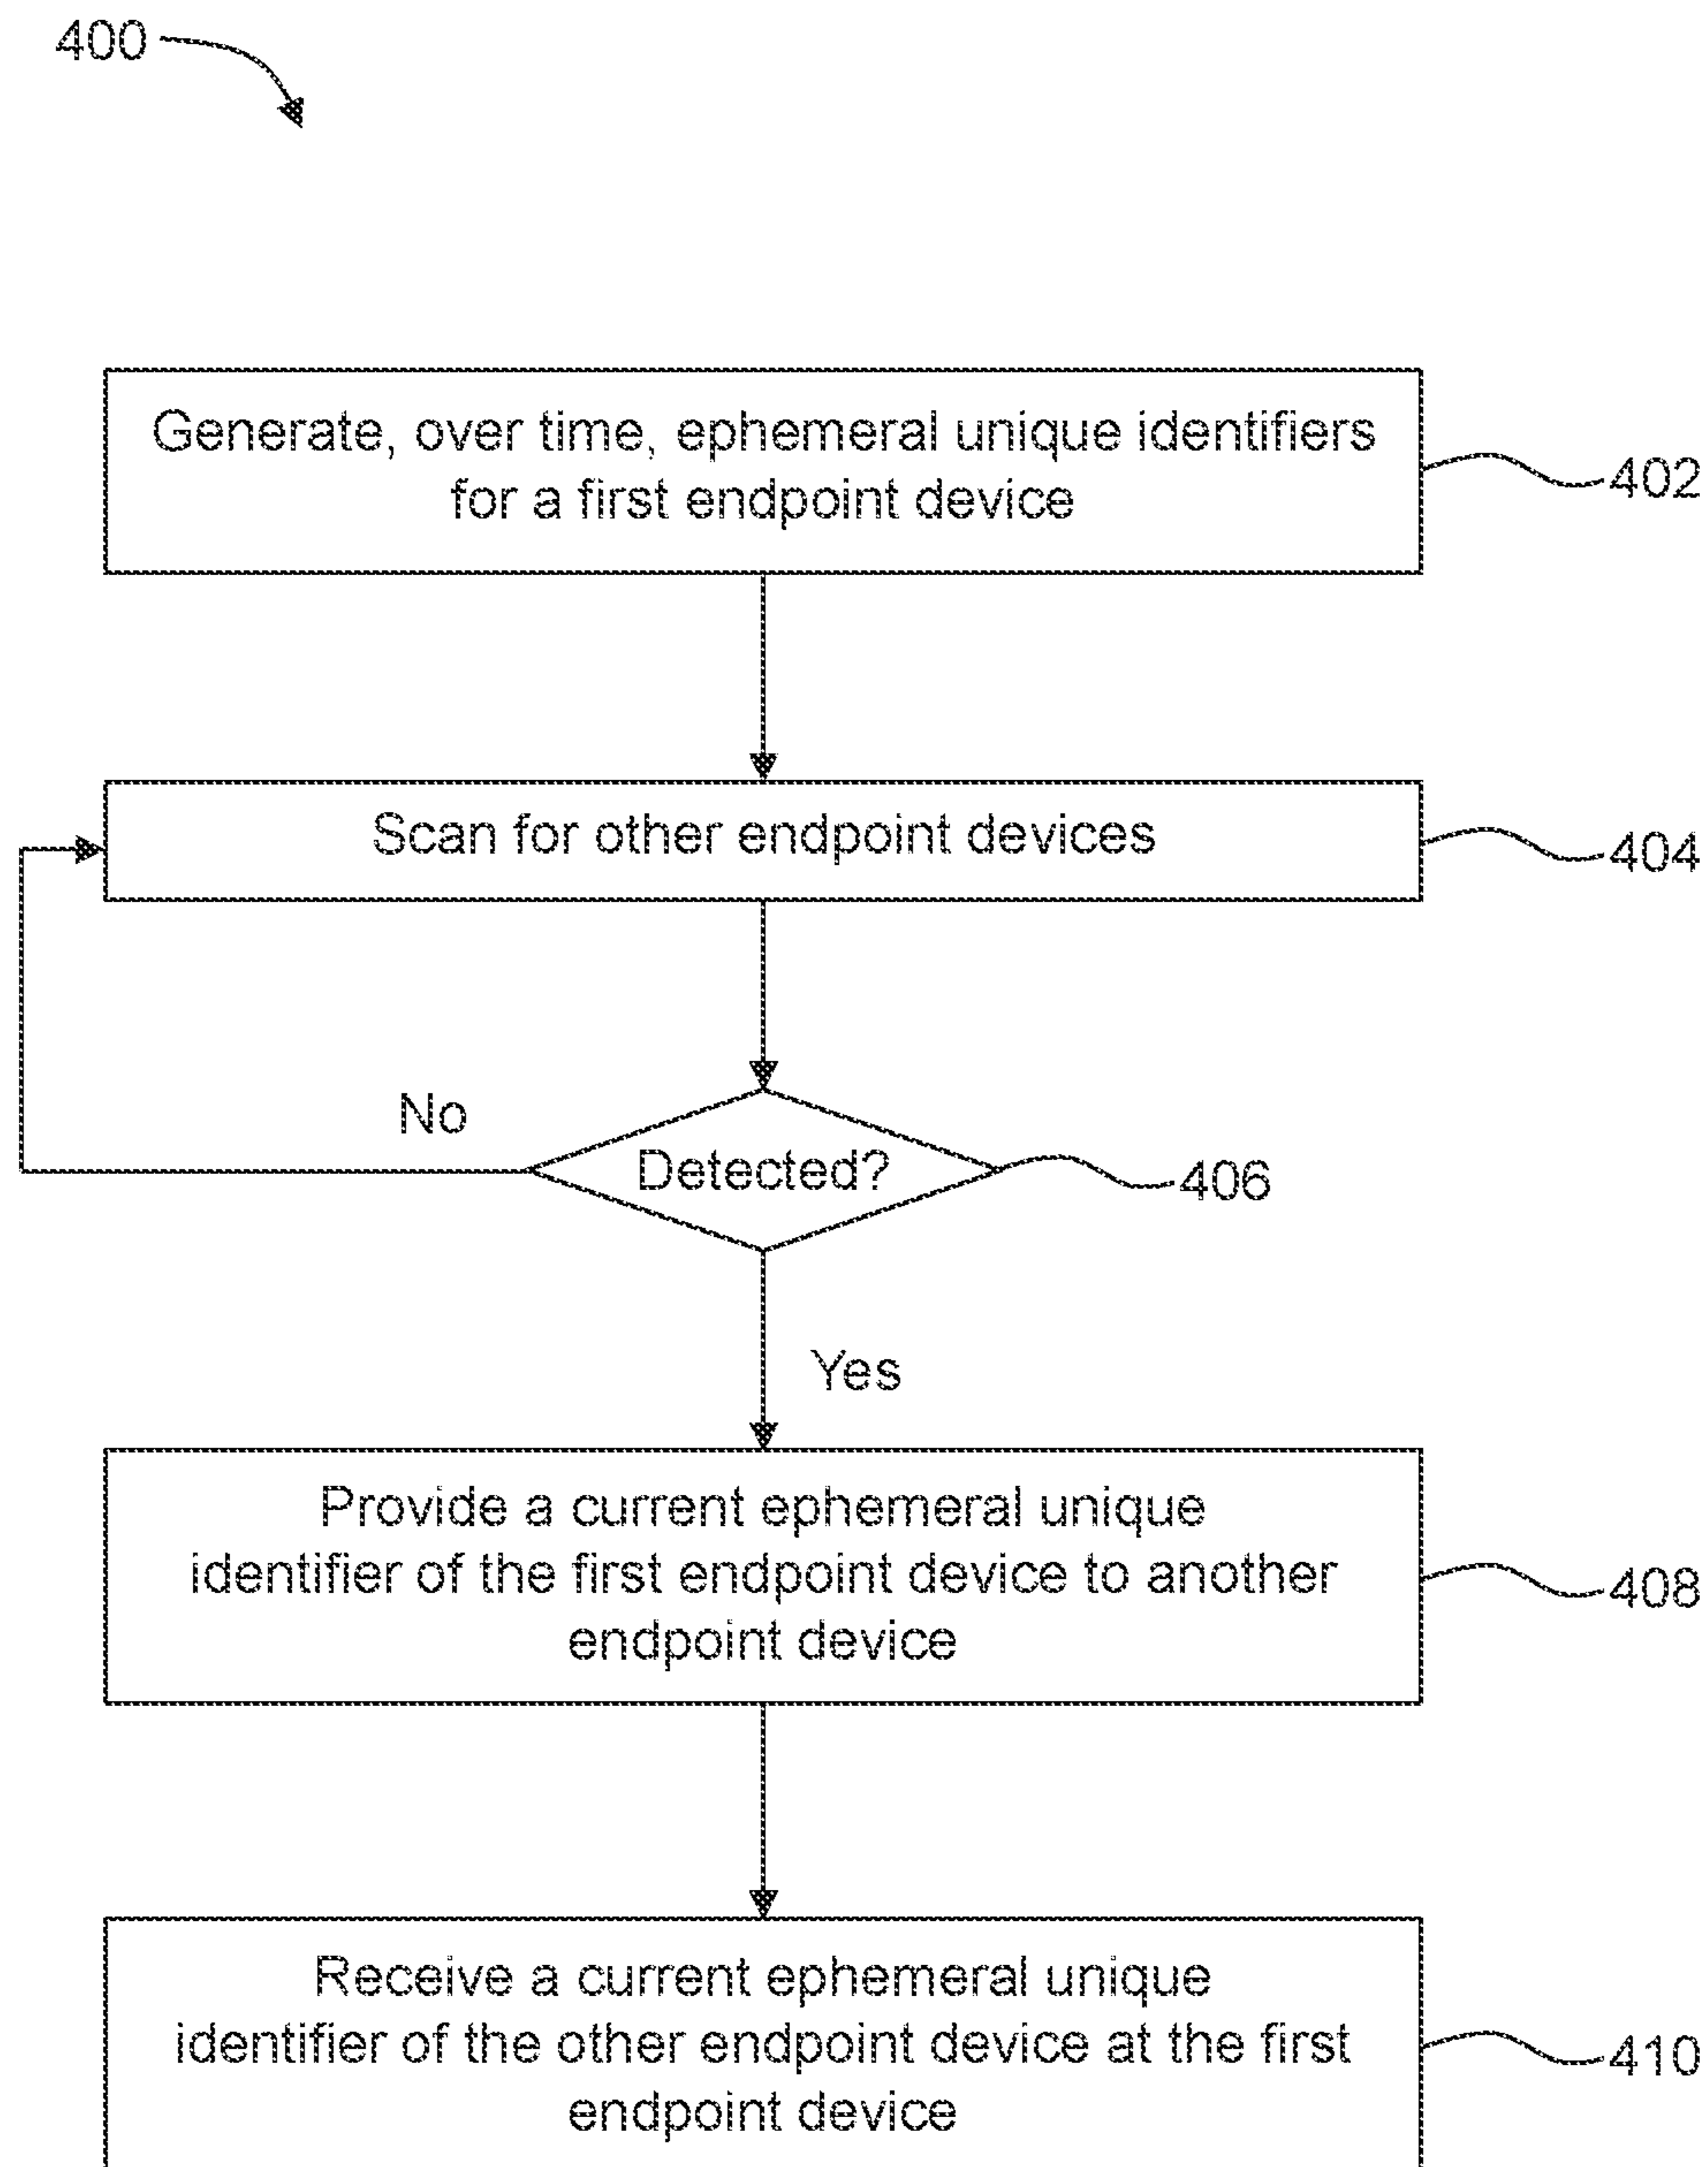 400
Generate, over time, ephemeral unique identifiers
for a first endpoint device
402
Scan for other endpoint devices
404
No
Detected?
406
Yes
Provide a current ephemeral unique
identifier of the first endpoint device to another
endpoint device
408
Receive a current ephemeral unique
identifier of the other endpoint device at the first
endpoint device
410